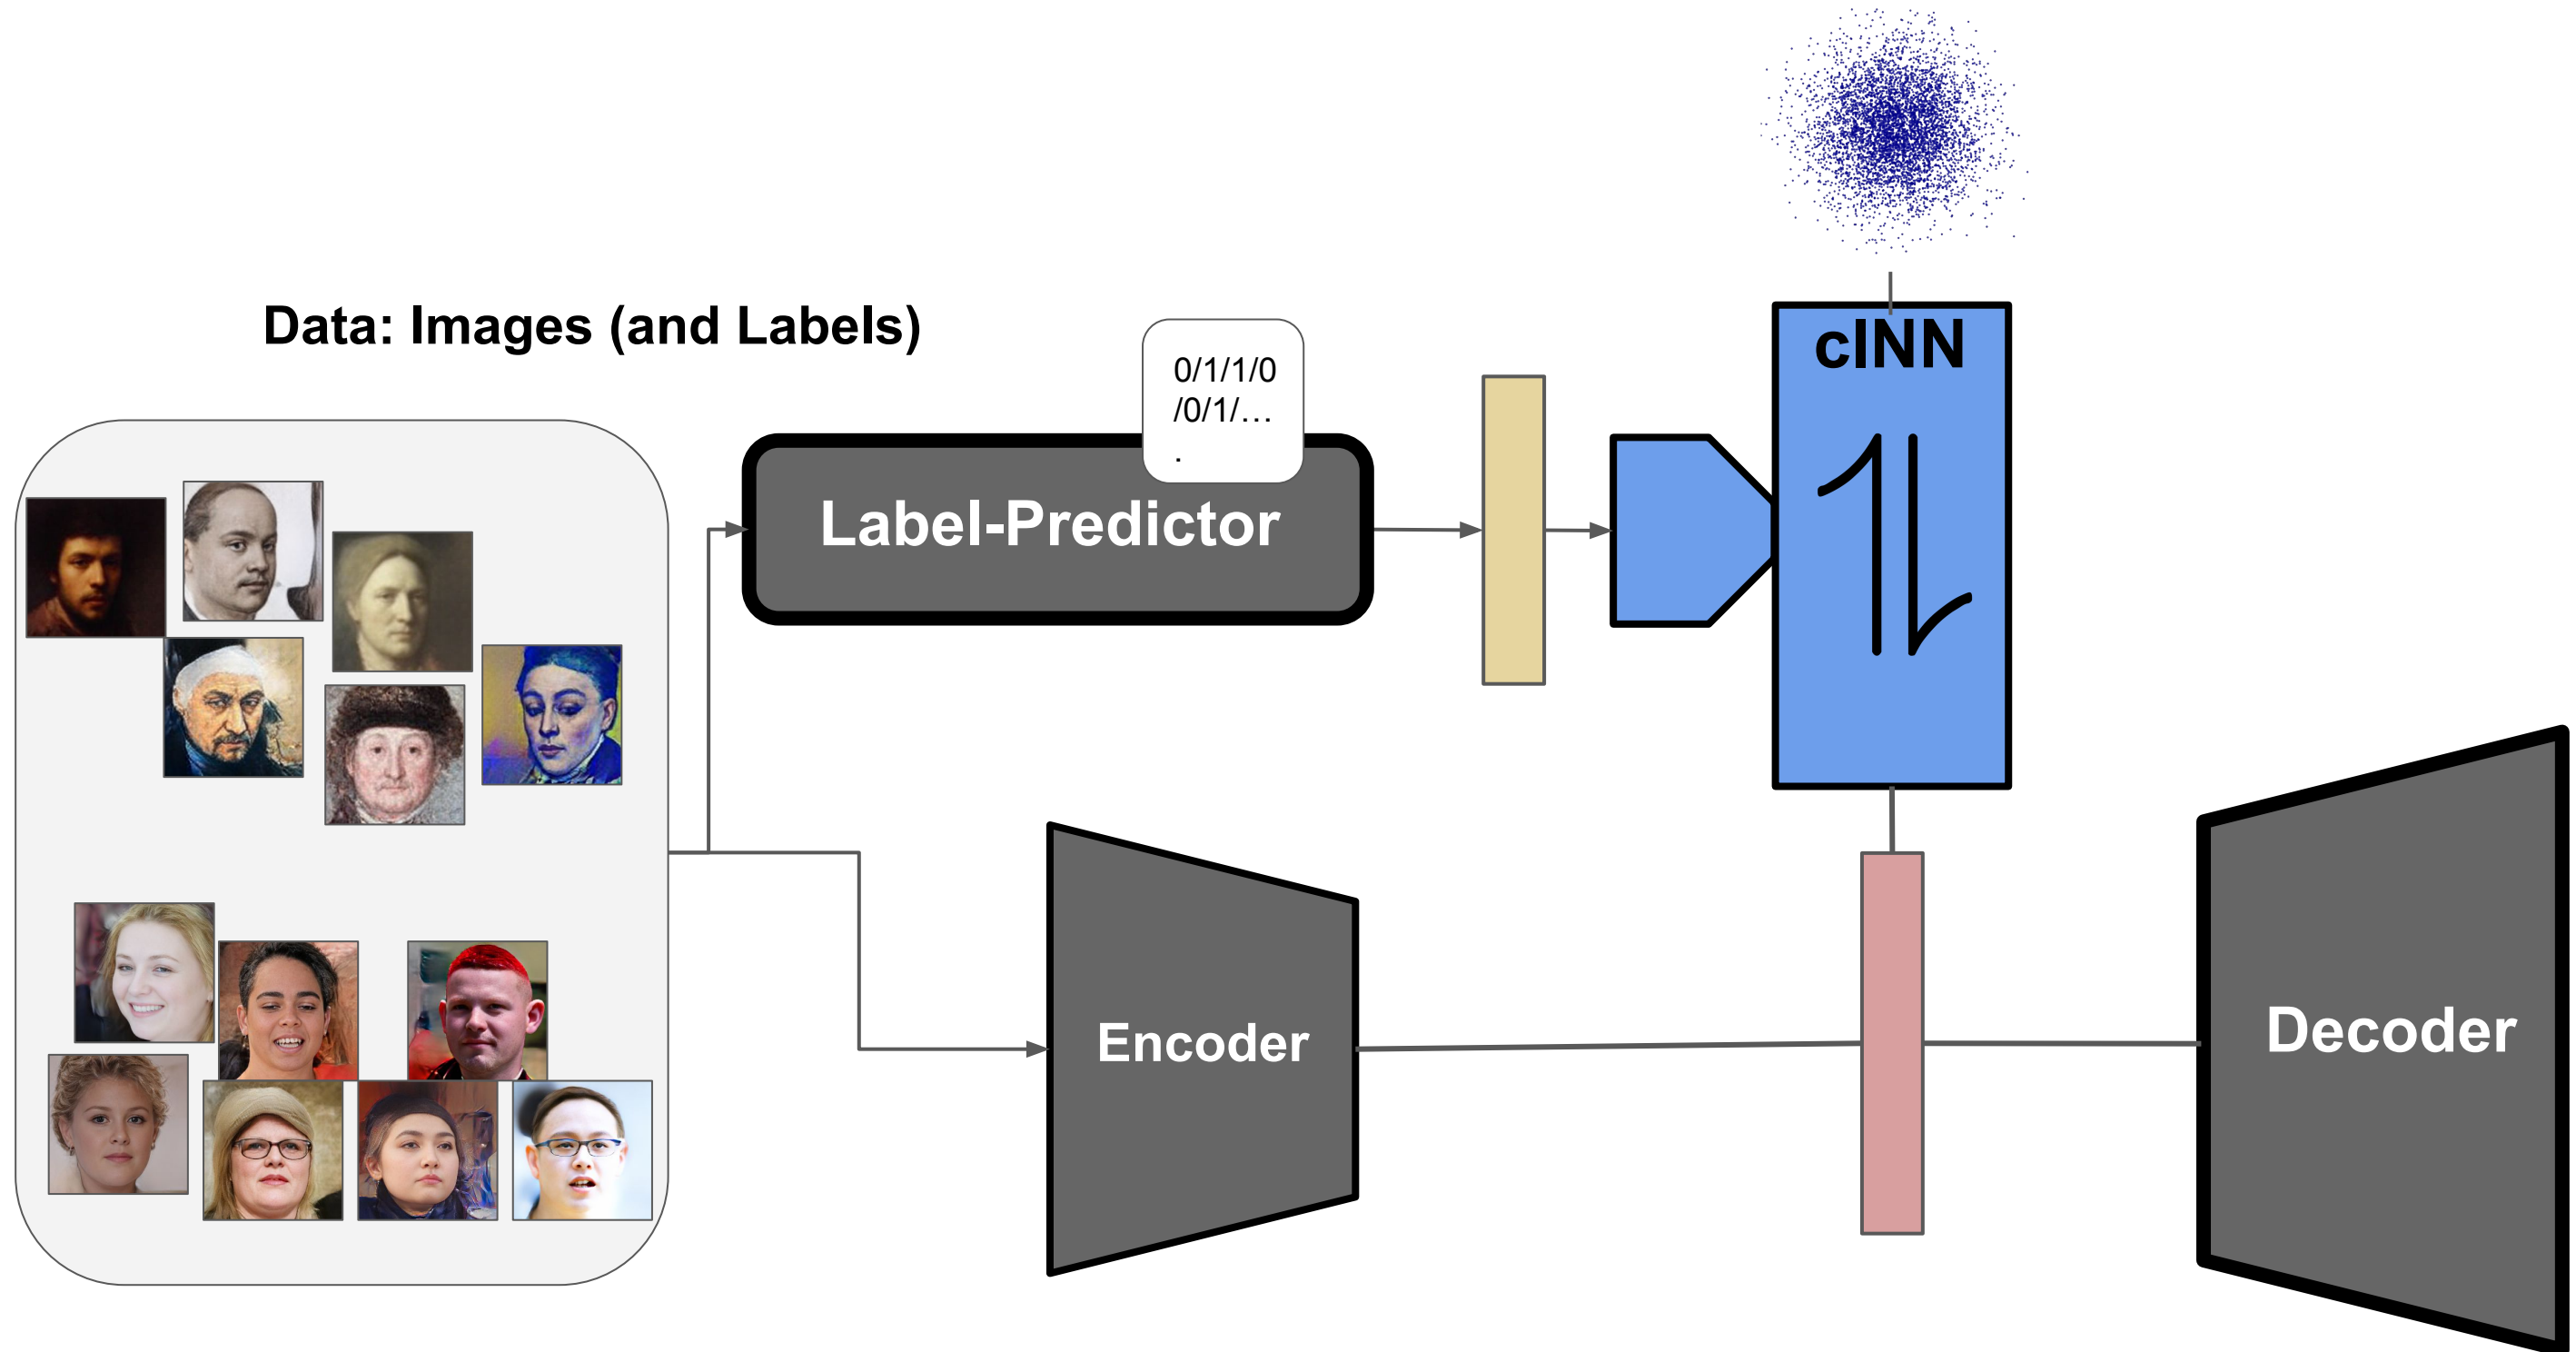 Data: Images (and Labels)
0/1/1/0
/0/1/…
.
cINN
Label-Predictor
Encoder
Decoder